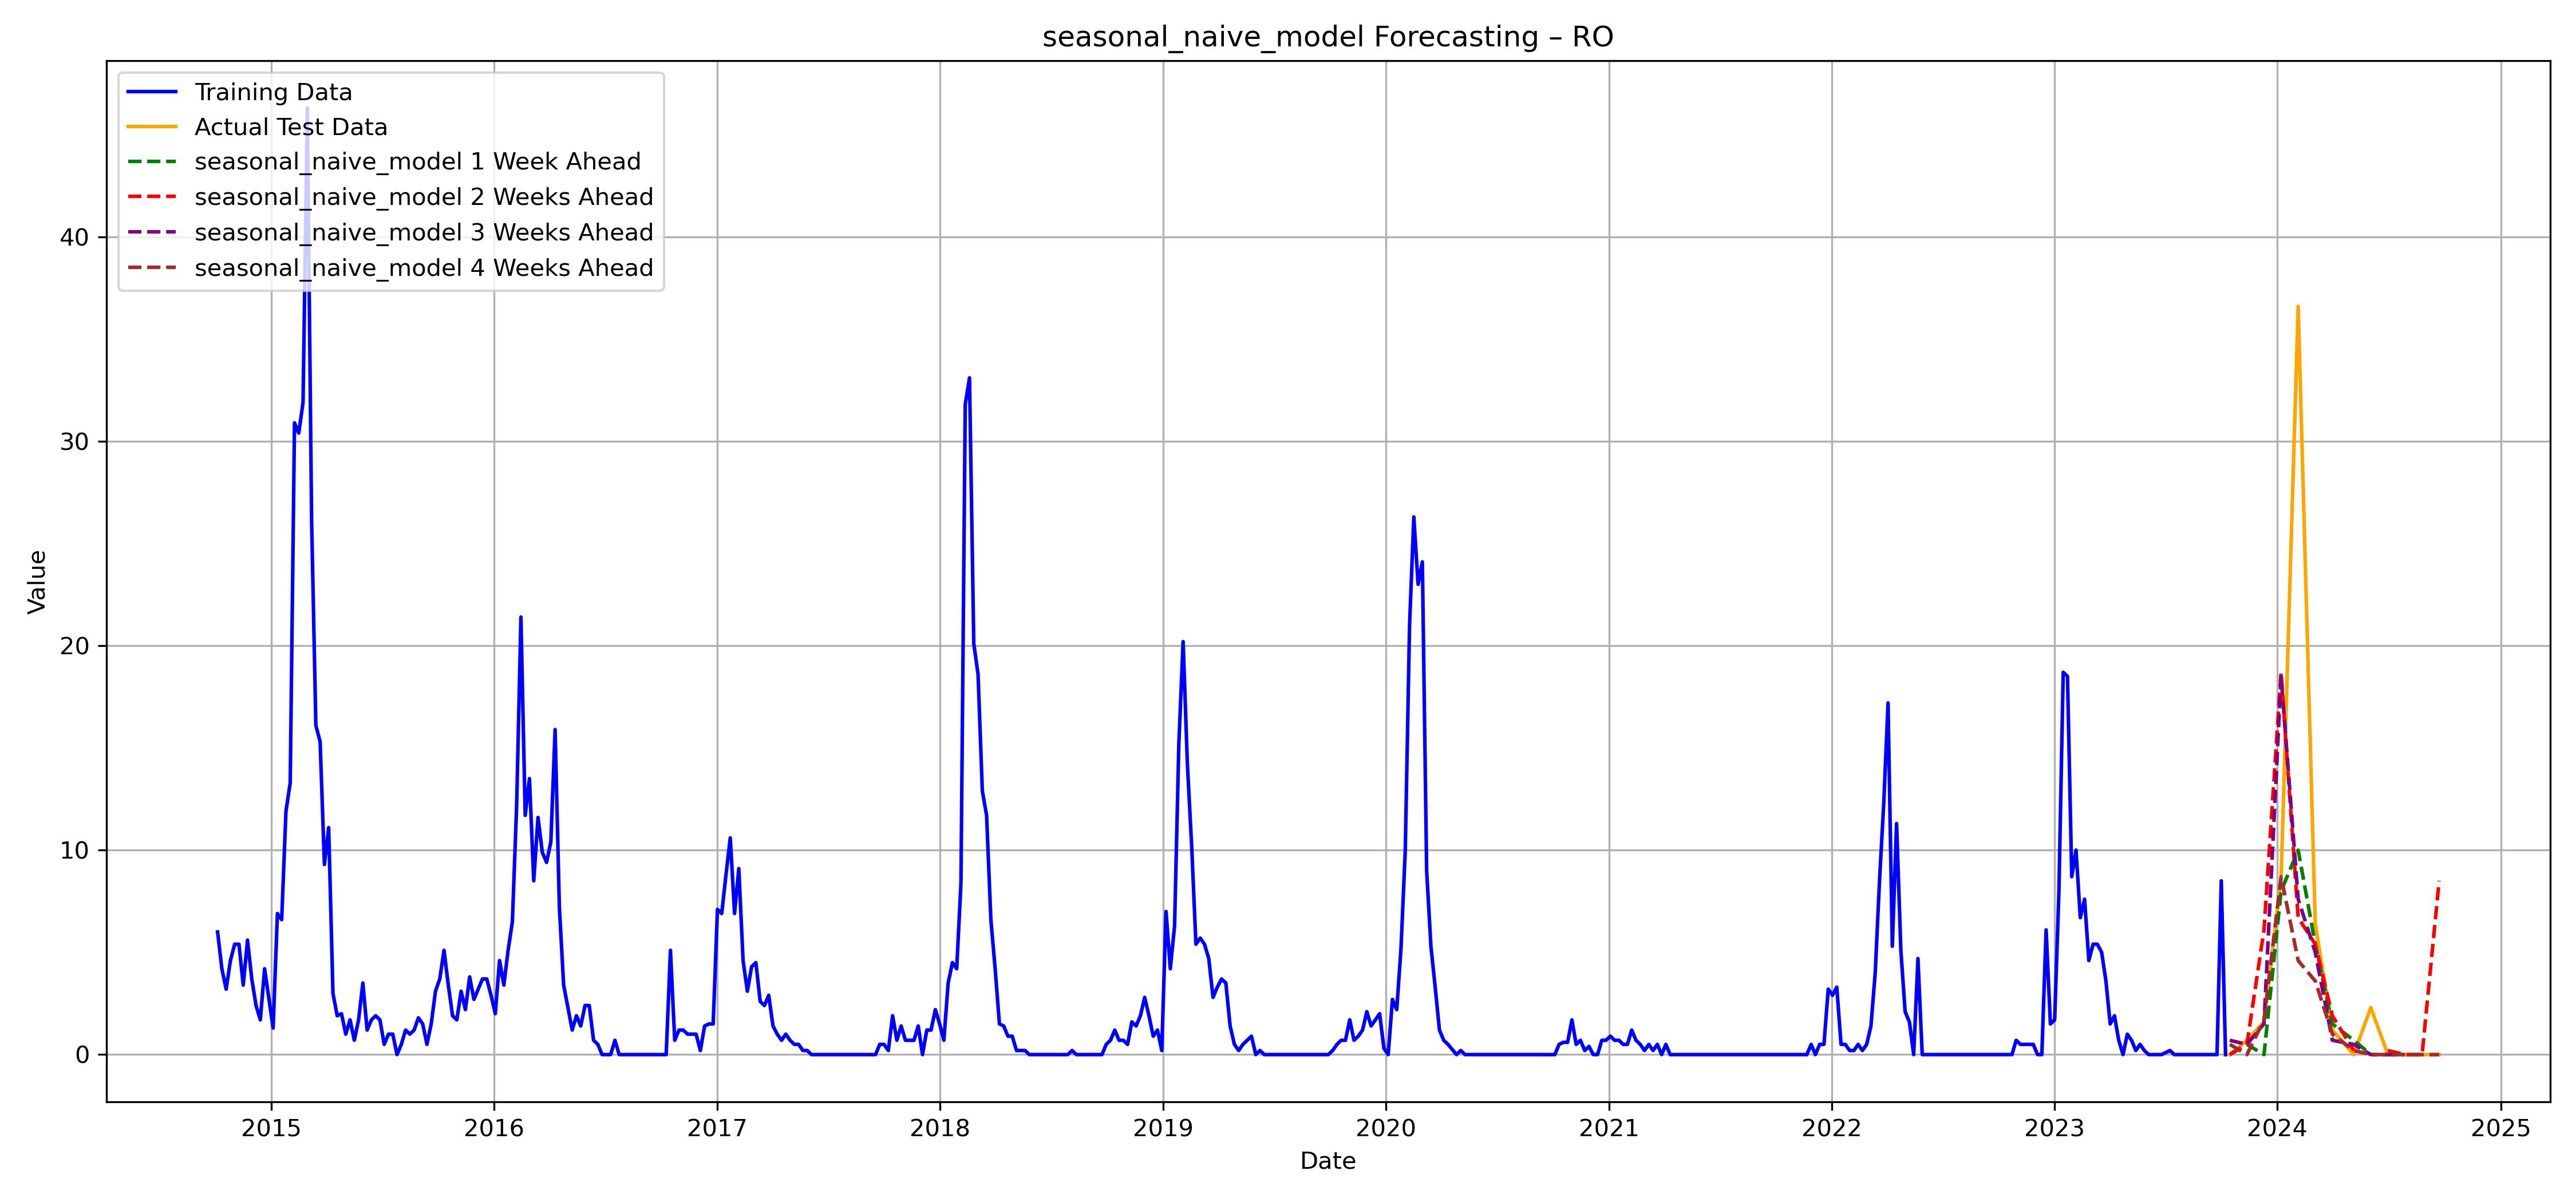 seasonal_naive_model Forecasting – RO
Training Data
Actual Test Data
seasonal_naive_model 1 Week Ahead
seasonal_naive_model 2 Weeks Ahead
seasonal_naive_model 3 Weeks Ahead
seasonal_naive_model 4 Weeks Ahead
Value
40
30
20
10
0
2015 2016 2017 2018 2019 2020 2021 2022 2023 2024 2025
Date